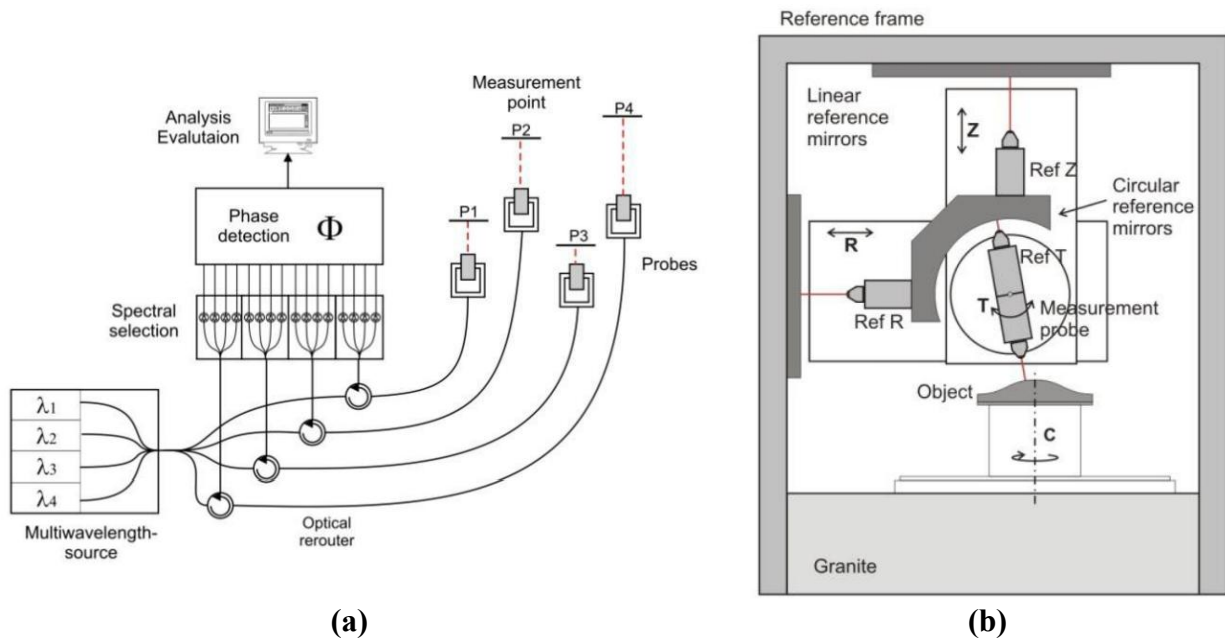 Analysis
Evalutaion
Measurement
point
P4
P2
P1
P3
Probes
Phase
detection
Φ
Spectral
selection
λ1
λ2
λ3
λ4
Multiwavelength-
source
Optical
rerouter
(a)
Reference frame
Linear
reference
mirrors
Z
Ref Z
Circular
reference
mirrors
R
Ref T
Ref R
T
Measurement
probe
Object
C
Granite
(b)